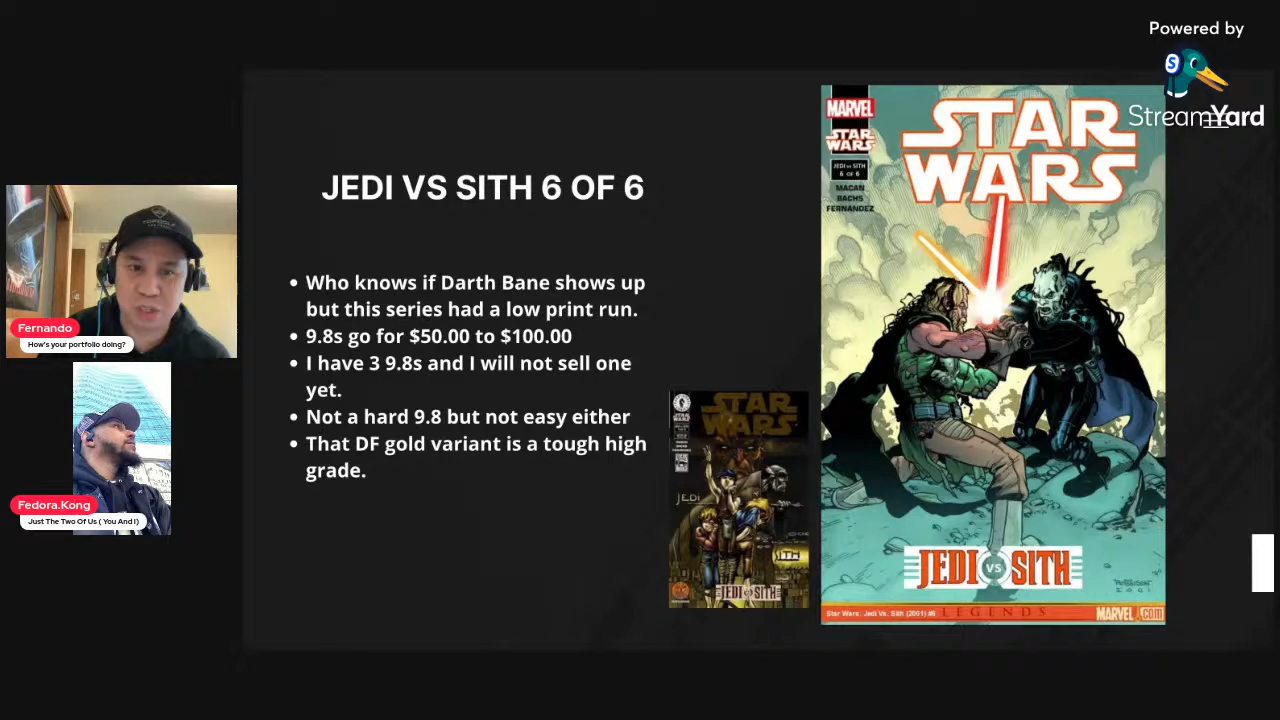 Powered by
StreamYard
JEDI VS SITH 6 OF 6
• Who knows if Darth Bane shows up
but this series had a low print run.
• 9.8s go for $50.00 to $100.00
• I have 3 9.8s and I will not sell one
yet.
• Not a hard 9.8 but not easy either
• That DF gold variant is a tough high
grade.
Fernando
How's your portfolio doing?
Fedora.Kong
Just The Two Of Us ( You And I)
STAR
WARS
JEDI
SITH
JEDI VS SITH
MARVEL
STAR
WARS
JEDI vs SITH
6 OF 6
MACAN
BACHS
FERNANDEZ
STAR
WARS
JEDI VS SITH
Star Wars: Jedi Vs. Sith (2001) #6
LEGENDS
MARVEL.COM